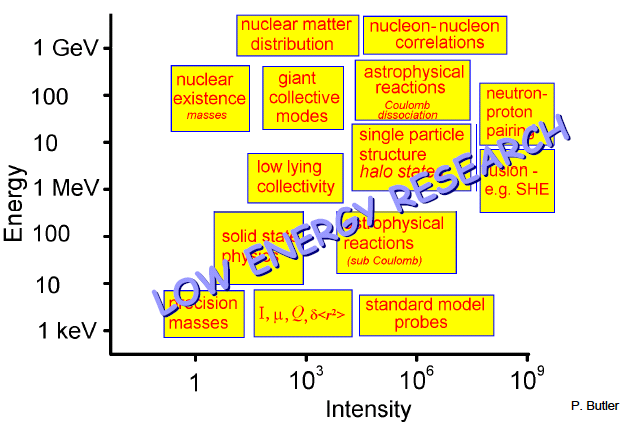 nuclear matter
distribution
nucleon-nucleon
correlations
1 GeV
nuclear
existence
masses
giant
collective
modes
astrophysical
reactions
Coulomb
dissociation
100
neutron-
proton
pairing
10
single particle
structure
halo state
low lying
collectivity
1 MeV
fusion -
e.g. SHE
Energy
LOW ENERGY RESEARCH
solid state
physics
astrophysical
reactions
(sub Coulomb)
100
10
precision
masses
I, μ, Q, δ<r²>
standard model
probes
1 keV
1
10³
10⁶
10⁹
Intensity
P. Butler